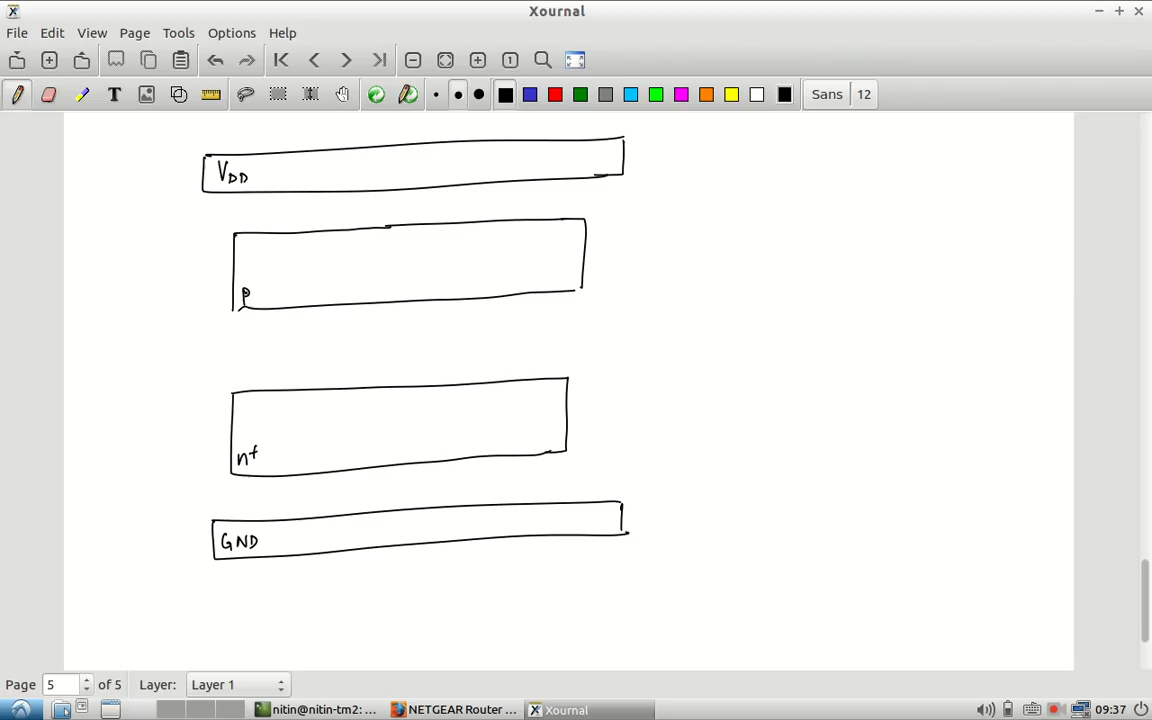 Xournal
File Edit View Page Tools Options Help
Sans 12
VDD
P
n+
GND
Page 5 of 5 Layer: Layer 1
nitin@nitin-tm2: ... NETGEAR Router ... Xournal 09:37